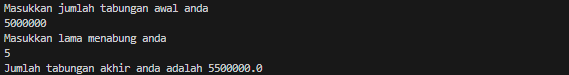 Masukkan jumlah tabungan awal anda
5000000
Masukkan lama menabung anda
5
Jumlah tabungan akhir anda adalah 5500000.0